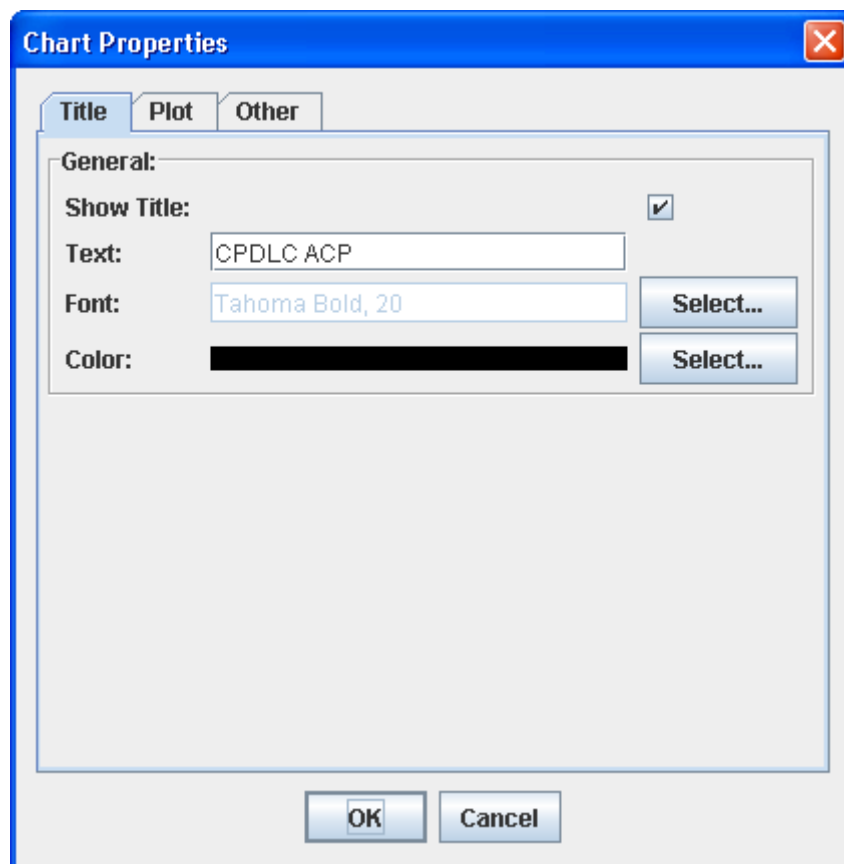 Chart Properties
Title Plot Other
General:
Show Title:
Text: CPDLC ACP
Font: Tahoma Bold, 20 Select...
Color: Select...
OK Cancel